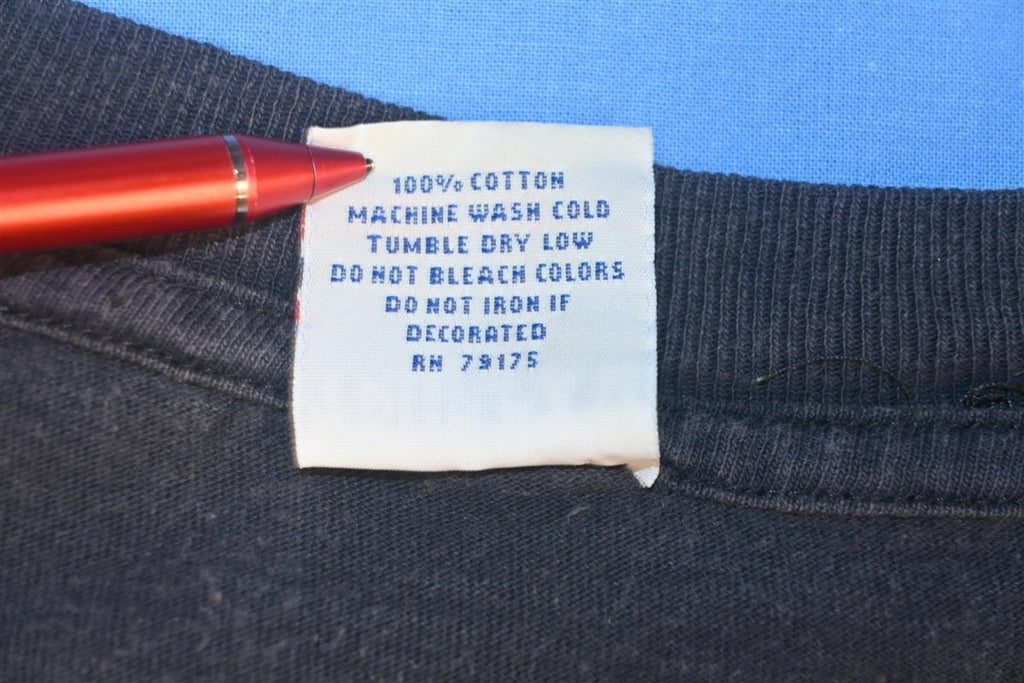 100% COTTON
MACHINE WASH COLD
TUMBLE DRY LOW
DO NOT BLEACH COLORS
DO NOT IRON IF
DECORATED
RN 79175